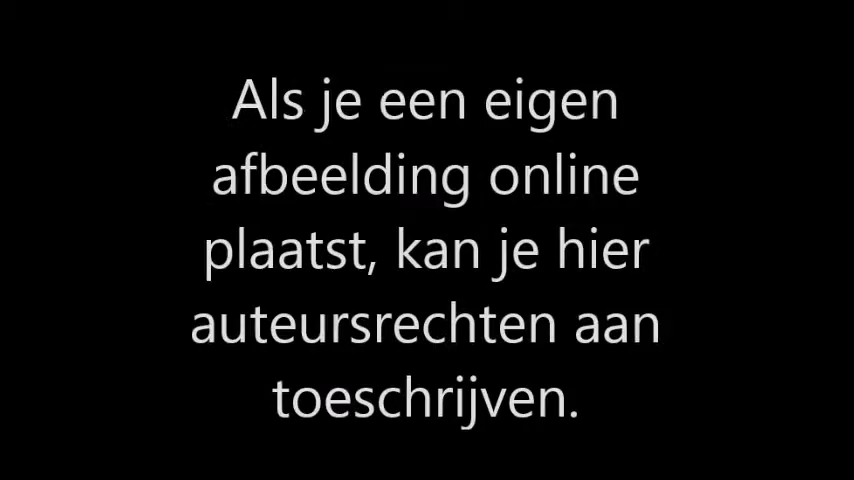 Als je een eigen
afbeelding online
plaatst, kan je hier
auteursrechten aan
toeschrijven.